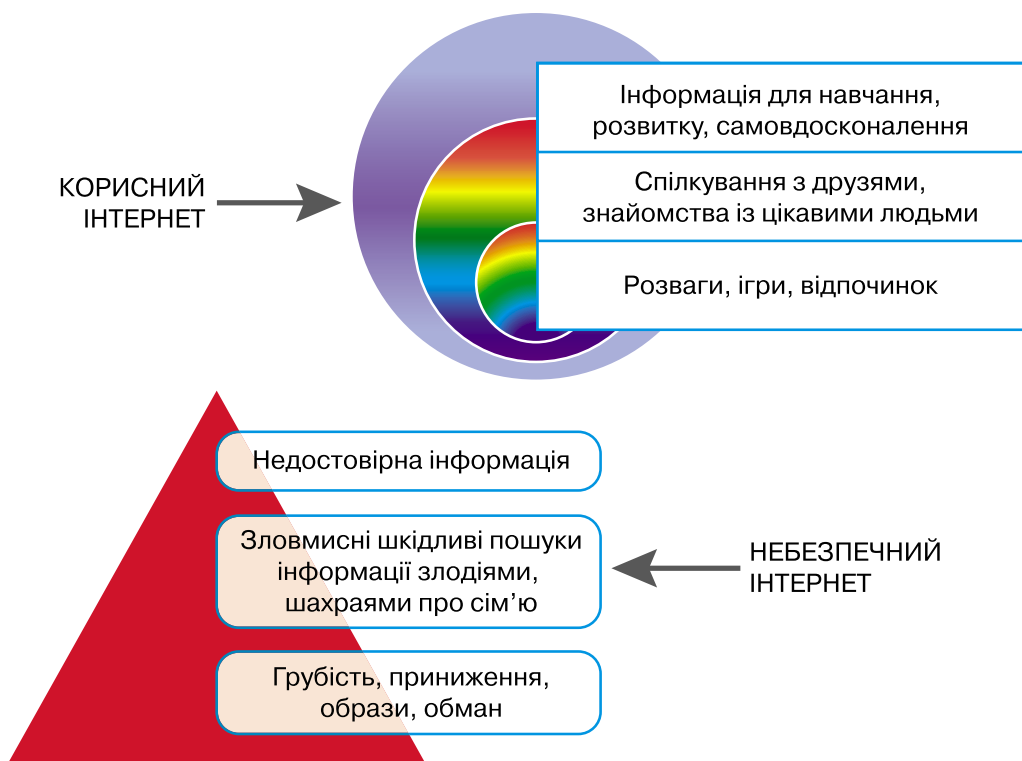 КОРИСНИЙ
ІНТЕРНЕТ
Інформація для навчання,
розвитку, самовдосконалення
Спілкування з друзями,
знайомства із цікавими людьми
Розваги, ігри, відпочинок
Недостовірна інформація
Зловмисні шкідливі пошуки
інформації злодіями,
шахраями про сім’ю
Грубість, приниження,
образи, обман
НЕБЕЗПЕЧНИЙ
ІНТЕРНЕТ